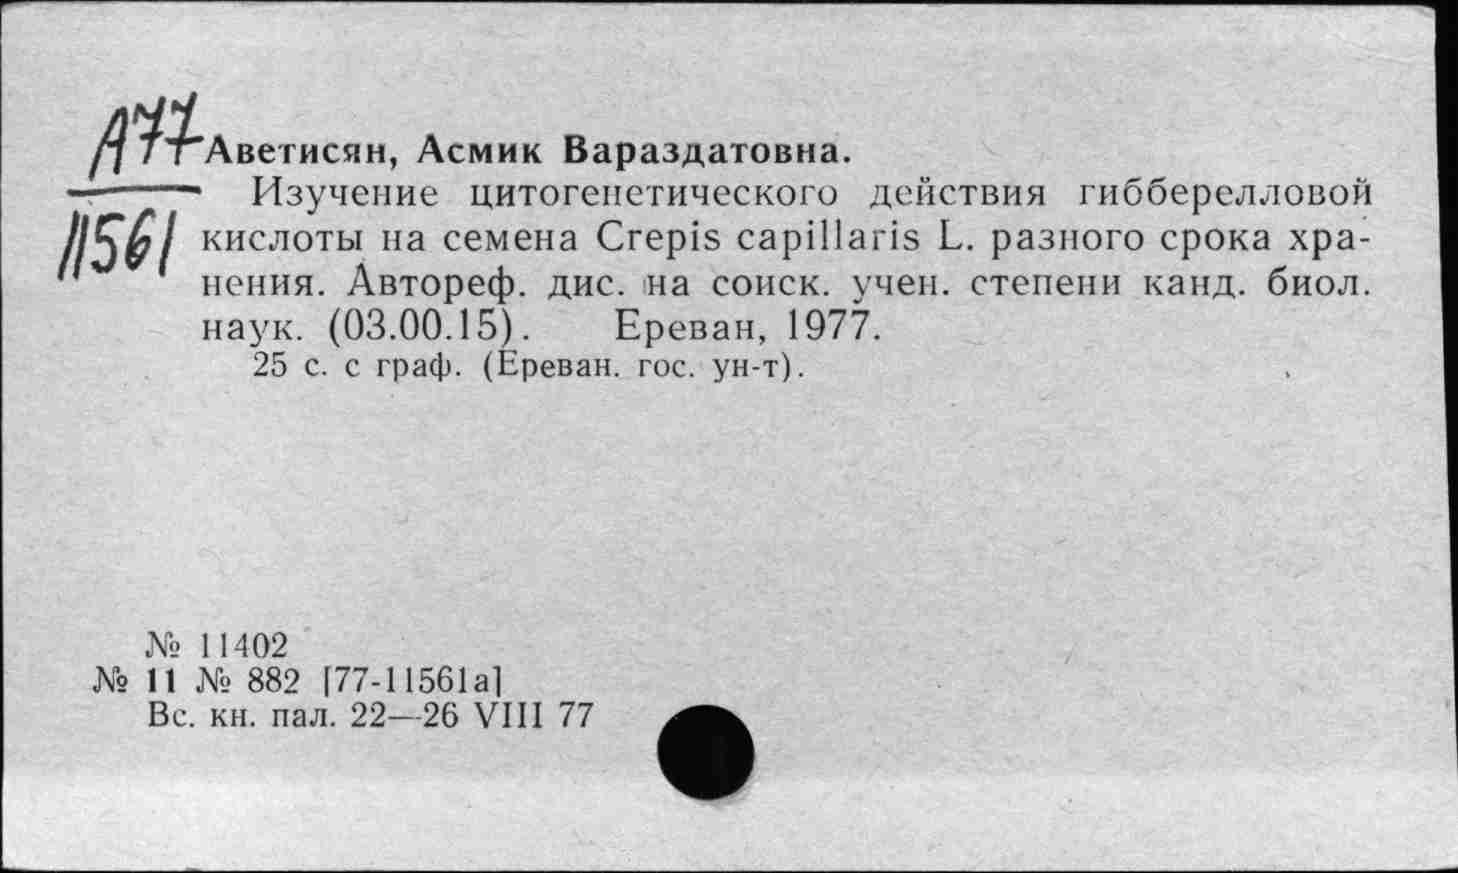 А77
Аветисян, Асмик Вараздатовна.
Изучение цитогенетического действия гибберелловой
11561
кислоты на семена Crepis capillaris L. разного срока хра-
нения. Автореф. дис. на соиск. учен. степени канд. биол.
наук. (03.00.15). Ереван, 1977.
25 с. с граф. (Ереван. гос. ун-т).
№ 11402
№ 11 № 882 [77-11561а]
Вс. кн. пал. 22—26 VIII 77